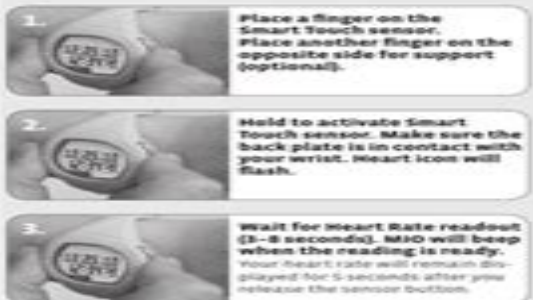 1.
Place a finger on the
Smart Touch sensor.
Place another finger on the
opposite side for support
(optional).
2.
Hold to activate Smart
Touch sensor. Make sure the
back plate is in contact with
your wrist. Heart icon will
flash.
3.
Wait for Heart Rate readout
(3-8 seconds). MIO will beep
when the reading is ready.
Your heart rate will remain dis-
played for 5 seconds after you
release the sensor button.